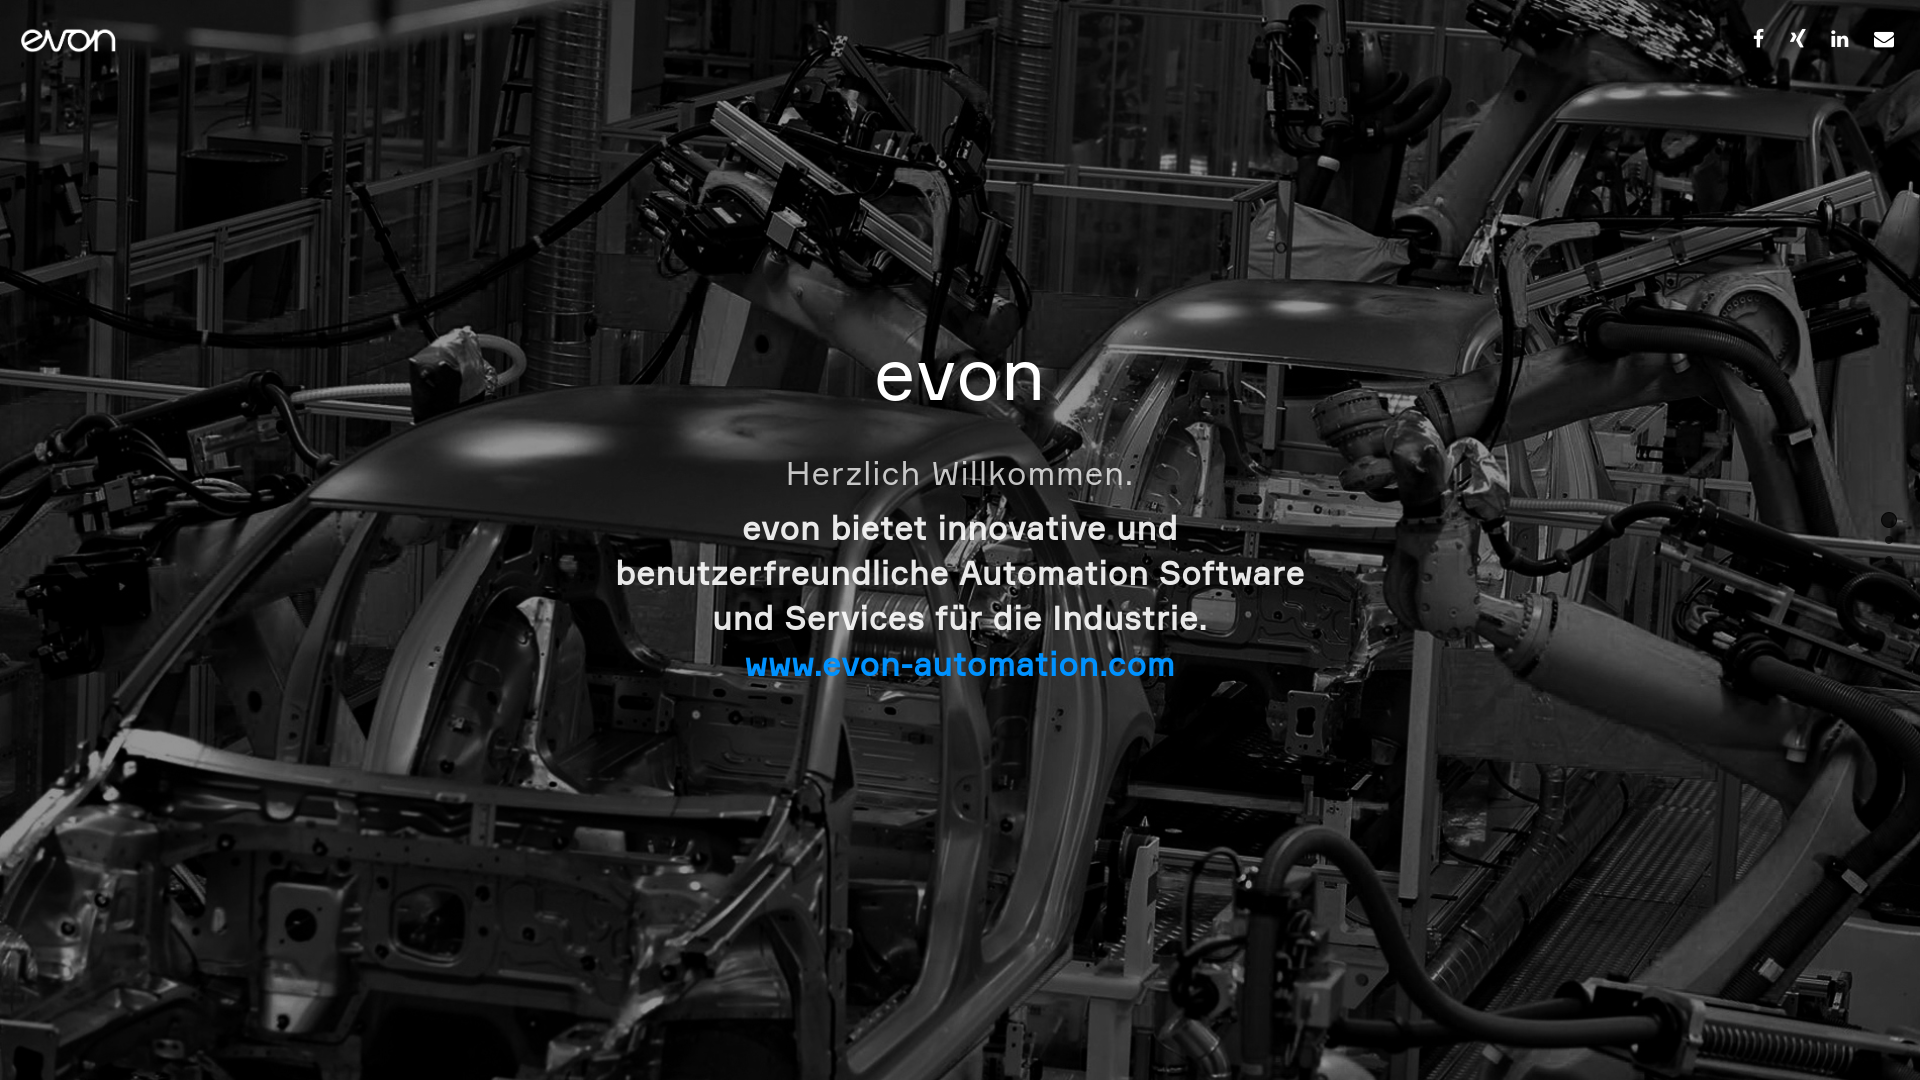 evon
evon
Herzlich Willkommen.
evon bietet innovative und
benutzerfreundliche Automation Software
und Services für die Industrie.
www.evon-automation.com